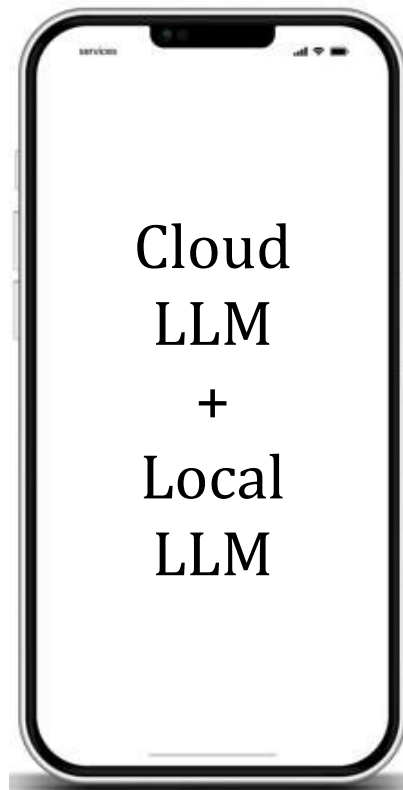 services
Cloud
LLM
+
Local
LLM